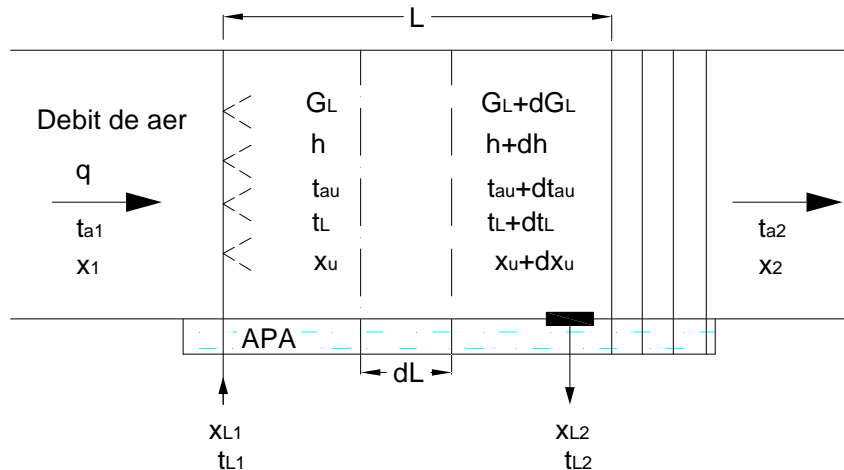 L
Debit de aer
q
ta1
x1
GL
h
tau
tL
xu
GL+dGL
h+dh
tau+dtau
tL+dtL
xu+dxu
ta2
x2
APA
dL
xL1
tL1
xL2
tL2